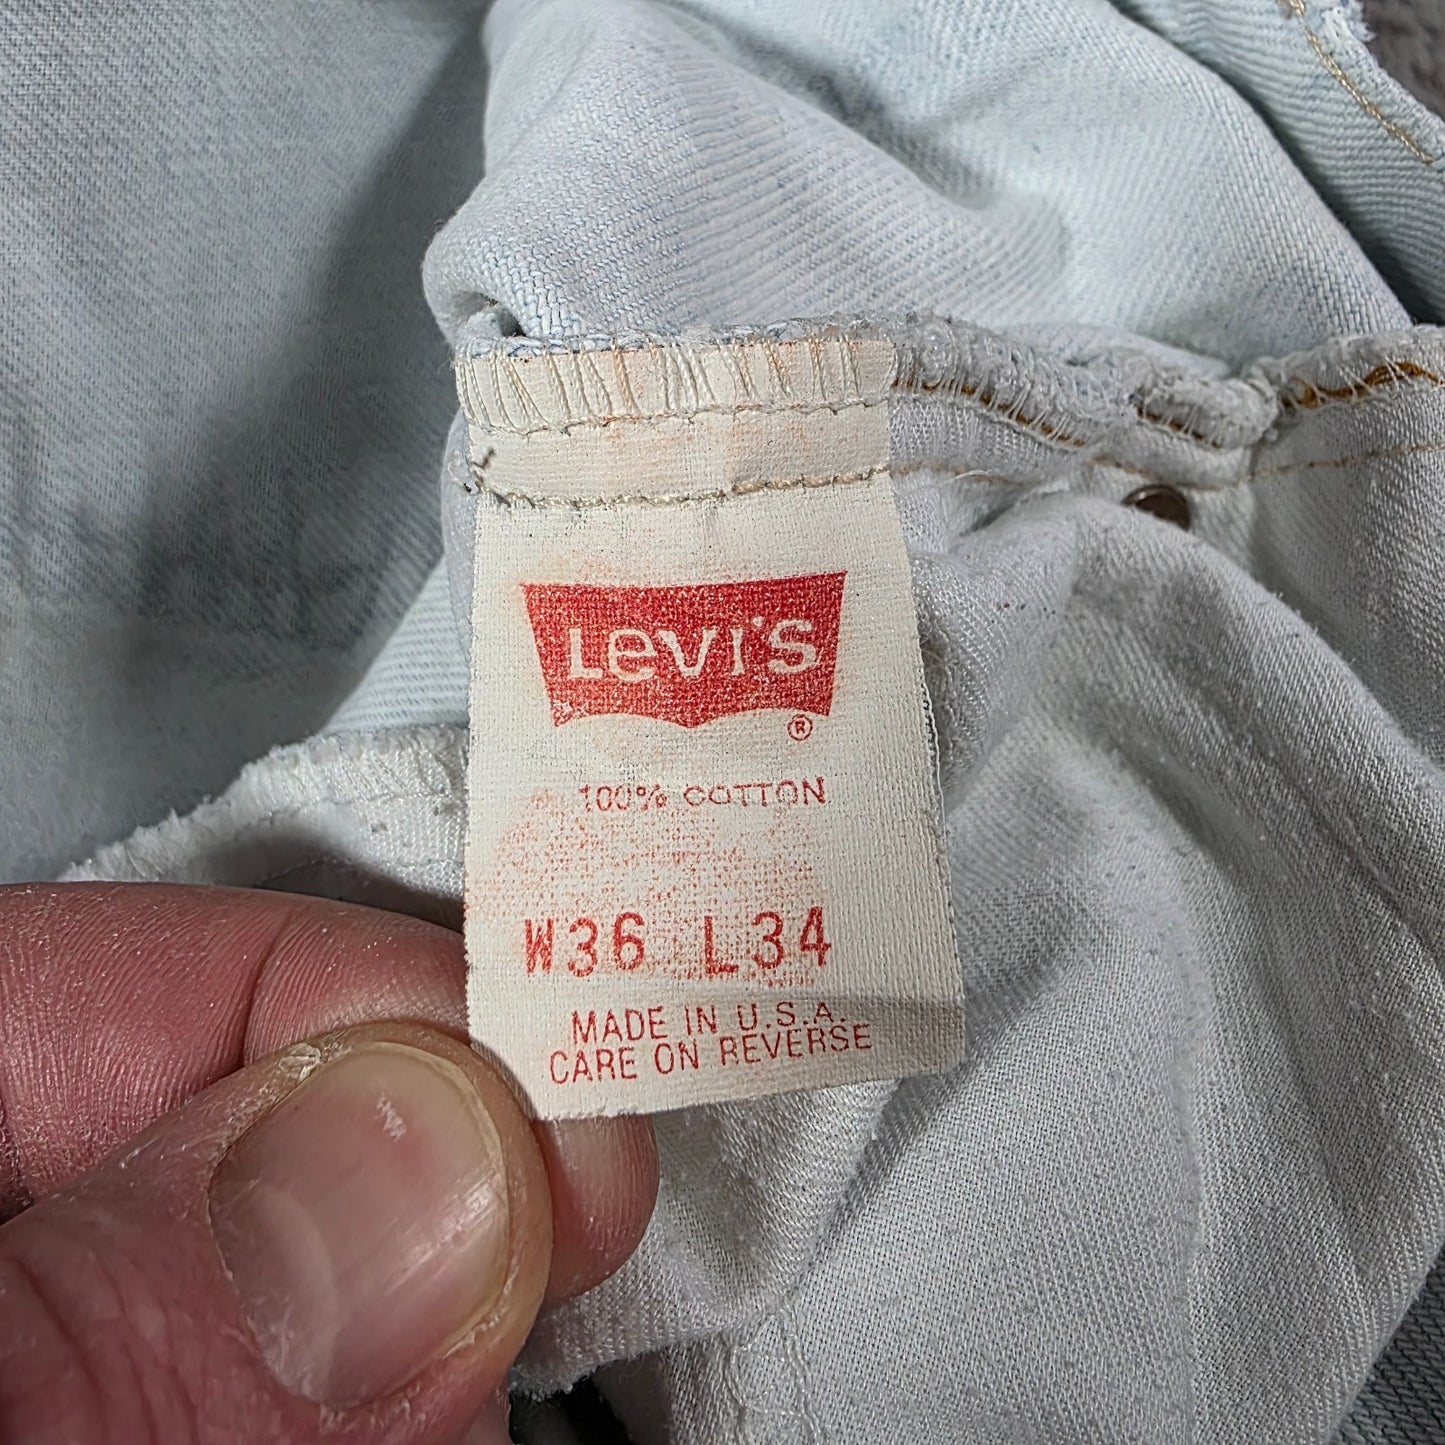 Levi's
®
100% COTTON
W36 L34
MADE IN U.S.A.
CARE ON REVERSE